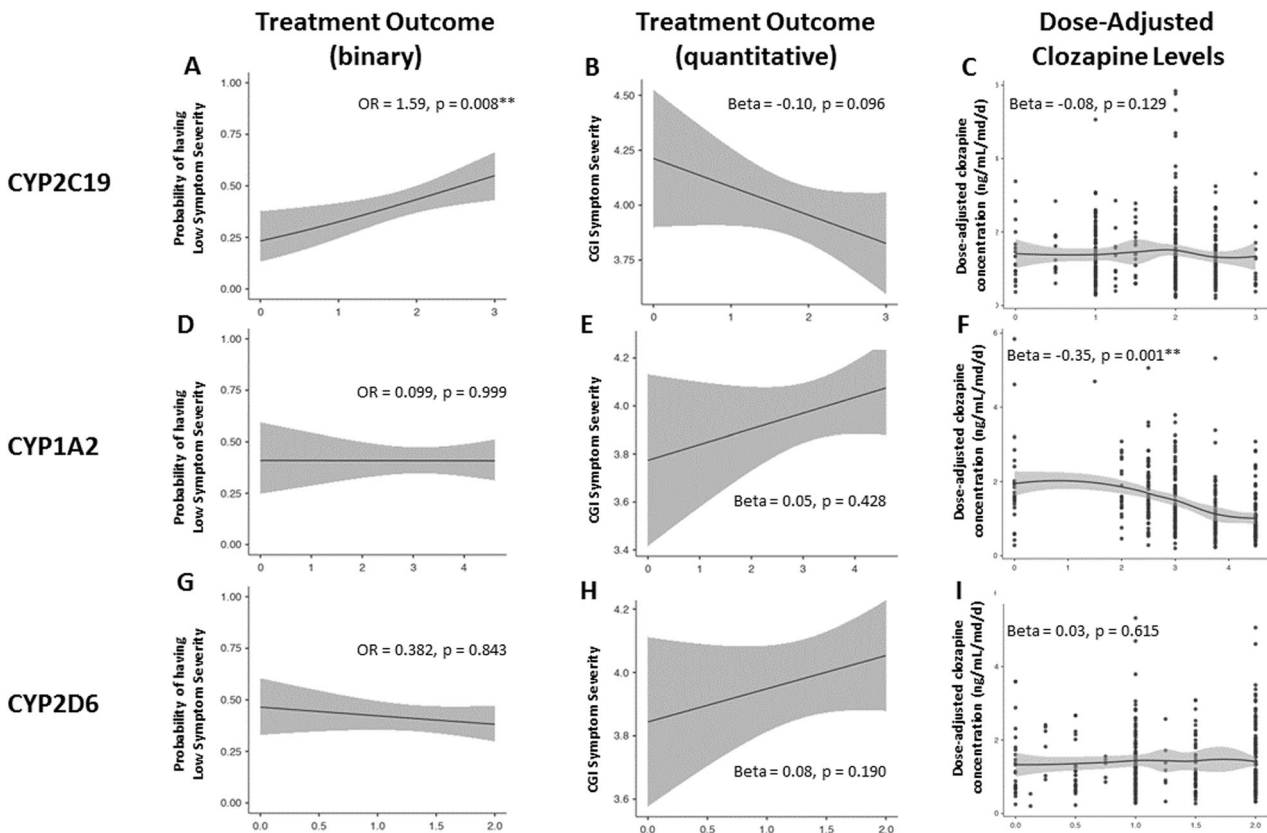 Treatment Outcome
(binary)
Treatment Outcome
(quantitative)
Dose-Adjusted
Clozapine Levels
CYP2C19
A
Probability of having
Low Symptom Severity
1.00
0.75
0.50
0.25
0.00
OR = 1.59, p = 0.008**
0 1 2 3
B
CGI Symptom Severity
4.50
4.25
4.00
3.75
Beta = -0.10, p = 0.096
0 1 2 3
C
Dose-adjusted clozapine
concentration (ng/mL/md/d)
4
2
0
Beta = -0.08, p = 0.129
0 1 2 3
CYP1A2
D
Probability of having
Low Symptom Severity
1.00
0.75
0.50
0.25
0.00
OR = 0.099, p = 0.999
0 1 2 3 4
E
CGI Symptom Severity
4.2
4.0
3.8
3.6
3.4
Beta = 0.05, p = 0.428
0 1 2 3 4
F
Dose-adjusted clozapine
concentration (ng/mL/md/d)
6
4
2
0
Beta = -0.35, p = 0.001**
0 1 2 3 4
CYP2D6
G
Probability of having
Low Symptom Severity
1.00
0.75
0.50
0.25
0.00
OR = 0.382, p = 0.843
0.0 0.5 1.0 1.5 2.0
H
CGI Symptom Severity
4.2
4.0
3.8
3.6
Beta = 0.08, p = 0.190
0.0 0.5 1.0 1.5 2.0
I
Dose-adjusted clozapine
concentration (ng/mL/md/d)
4
2
0
Beta = 0.03, p = 0.615
0.0 0.5 1.0 1.5 2.0